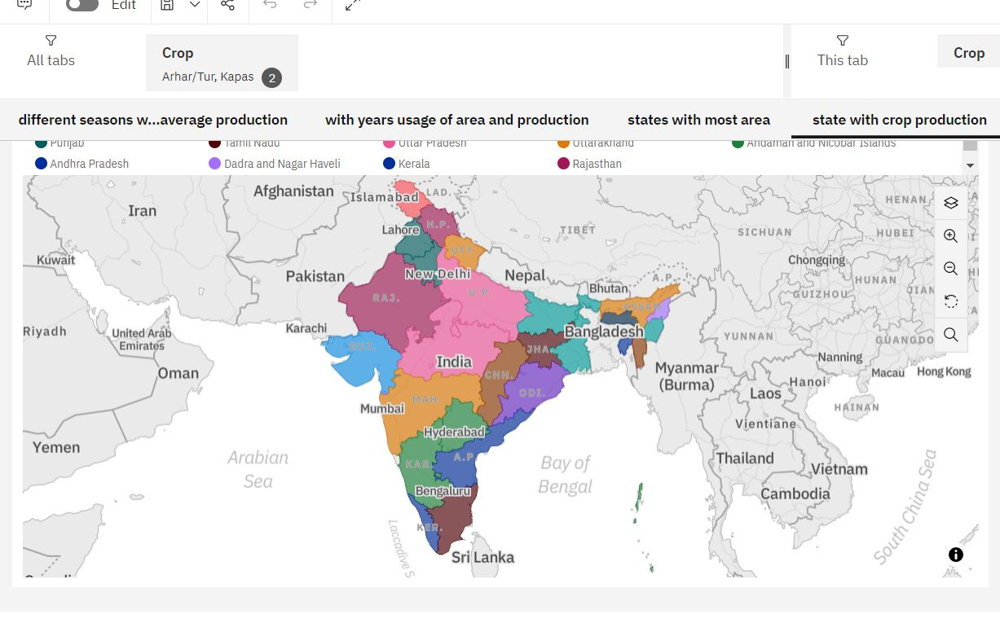 Edit
All tabs
Crop
Arhar/Tur, Kapas 2
This tab
Crop
different seasons w...average production
with years usage of area and production
states with most area
state with crop production
Punjab
Tamil Nadu
Uttar Pradesh
Uttarakhand
Andaman and Nicobar Islands
Andhra Pradesh
Dadra and Nagar Haveli
Kerala
Rajasthan
Afghanistan
Islamabad
LAD.
HENAN
Iran
Lahore
H.P.
TIBET
SICHUAN
HUBEI
Kuwait
UTT.
Chongqing
Pakistan
New Delhi
Nepal
A.P.
HUNAN
RAJ.
U.P.
Bhutan
GUIZHOU
JIAN
ASSAM
Riyadh
United Arab
Emirates
Karachi
Bangladesh
YUNNAN
GUANGDO
GUJ.
JHA.
India
Nanning
Oman
CHH.
Myanmar
(Burma)
Macau
Hong Kong
Hanoi
Laos
ODI.
Mumbai
MAH.
HAINAN
Hyderabad
Vientiane
Yemen
Arabian
Sea
KAR.
A.P.
Bay of
Bengal
Thailand
Vietnam
Bengaluru
Cambodia
South China Sea
KER.
Laccadive S
Sri Lanka